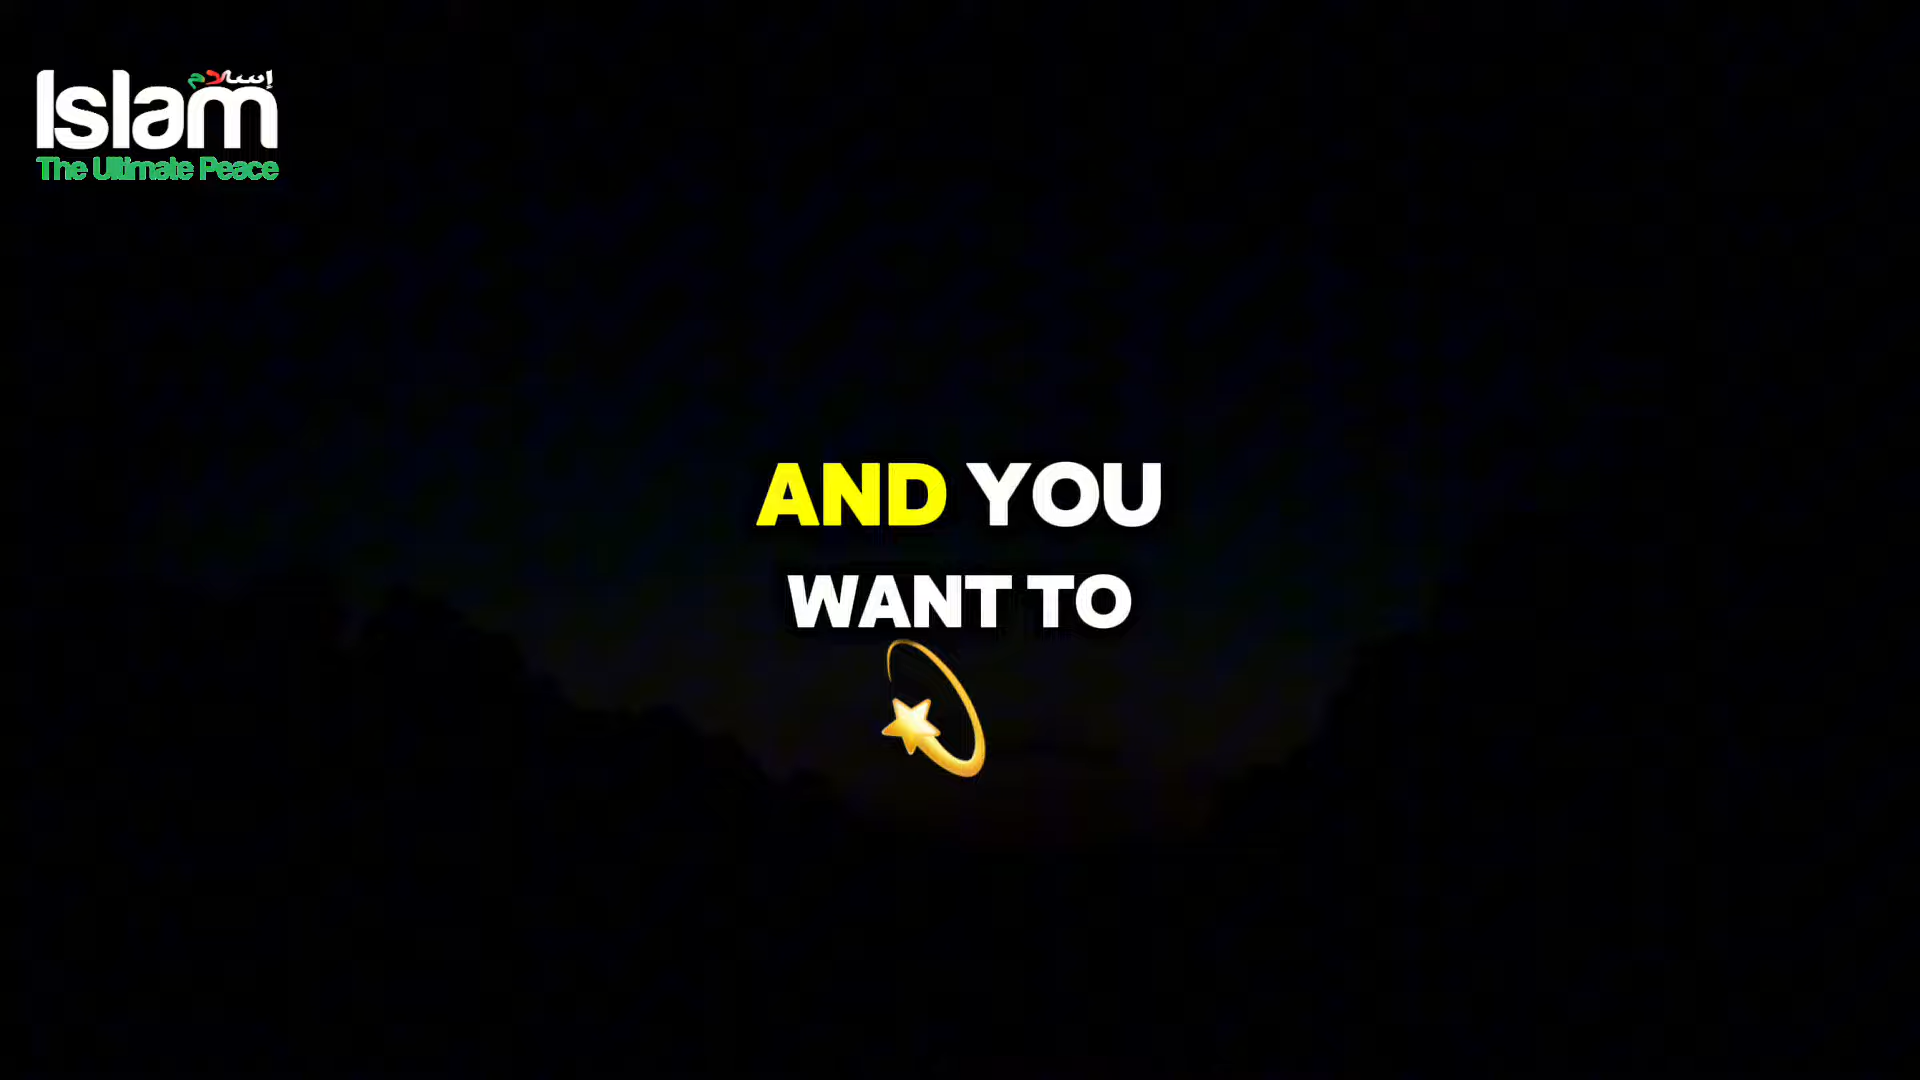 إسلام
Islam
The Ultimate Peace
AND YOU
WANT TO